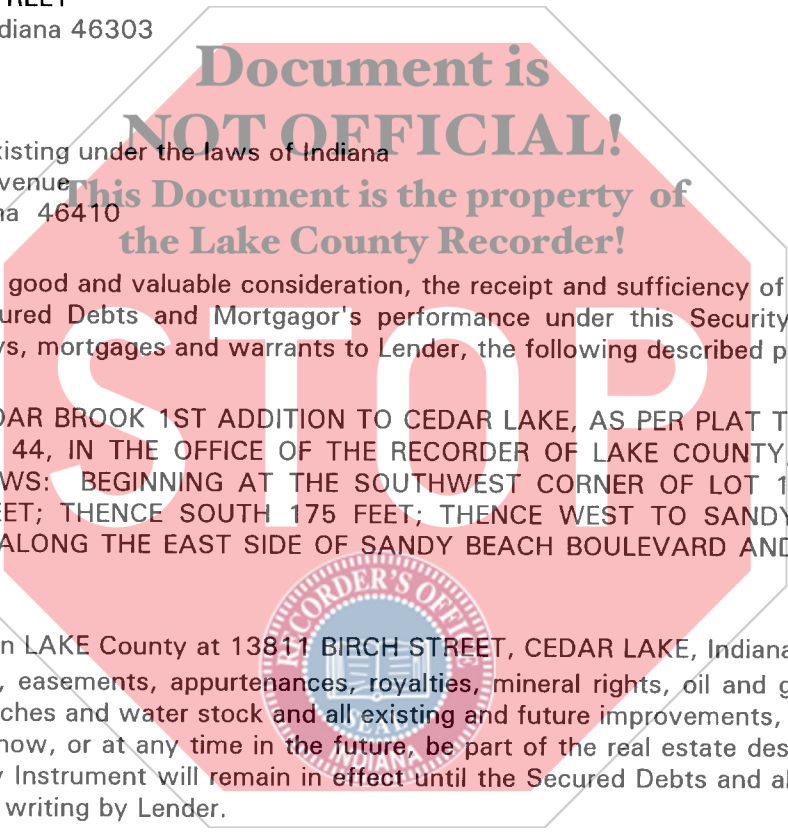 REET
diana 46303
Document is
NOT OFFICIAL!
xisting under the laws of Indiana
venue
This Document is the property of
na 46410
the Lake County Recorder!
good and valuable consideration, the receipt and sufficiency of
ured Debts and Mortgagor's performance under this Security
ys, mortgages and warrants to Lender, the following described p
STOP
DAR BROOK 1ST ADDITION TO CEDAR LAKE, AS PER PLAT T
44, IN THE OFFICE OF THE RECORDER OF LAKE COUNTY,
WS: BEGINNING AT THE SOUTHWEST CORNER OF LOT 1
EET; THENCE SOUTH 175 FEET; THENCE WEST TO SANDY
ALONG THE EAST SIDE OF SANDY BEACH BOULEVARD AND
RECORDER'S OFFICE
n LAKE County at 13811 BIRCH STREET, CEDAR LAKE, Indiana
, easements, appurtenances, royalties, mineral rights, oil and g
ches and water stock and all existing and future improvements,
SEAL
now, or at any time in the future, be part of the real estate des
INDIANA
y Instrument will remain in effect until the Secured Debts and al
writing by Lender.